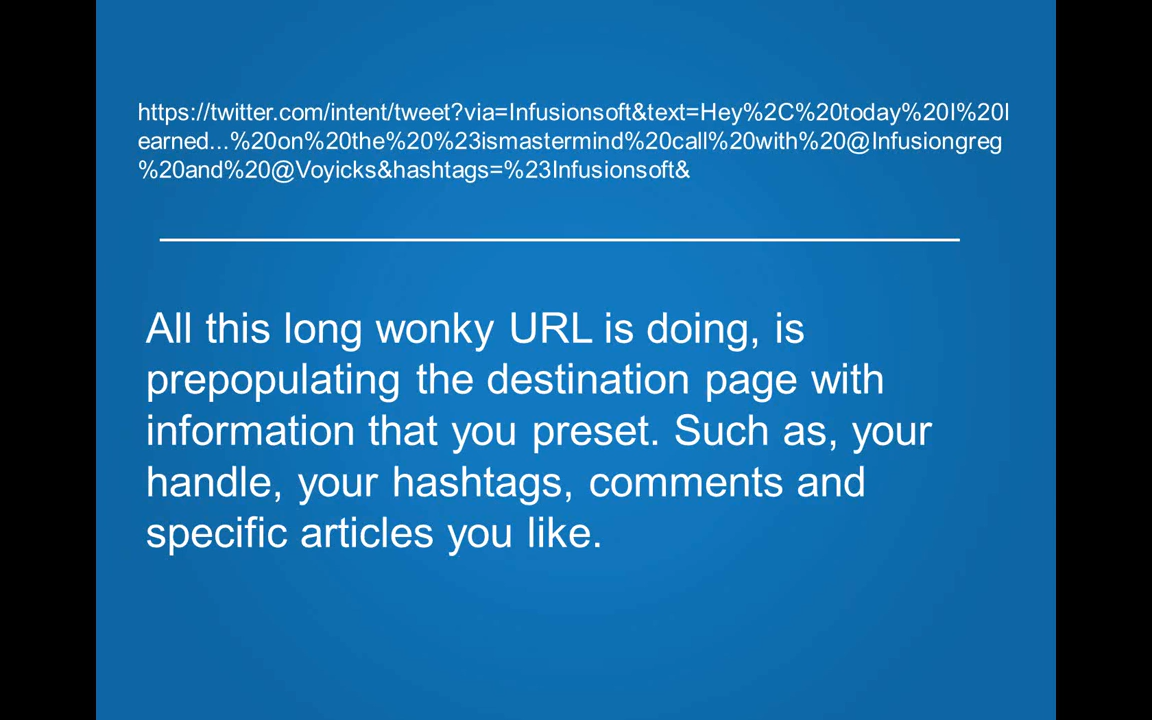 https://twitter.com/intent/tweet?via=Infusionsoft&text=Hey%2C%20today%20I%20l
earned...%20on%20the%20%23ismastermind%20call%20with%20@Infusiongreg
%20and%20@Voyicks&hashtags=%23Infusionsoft&
All this long wonky URL is doing, is
prepopulating the destination page with
information that you preset. Such as, your
handle, your hashtags, comments and
specific articles you like.